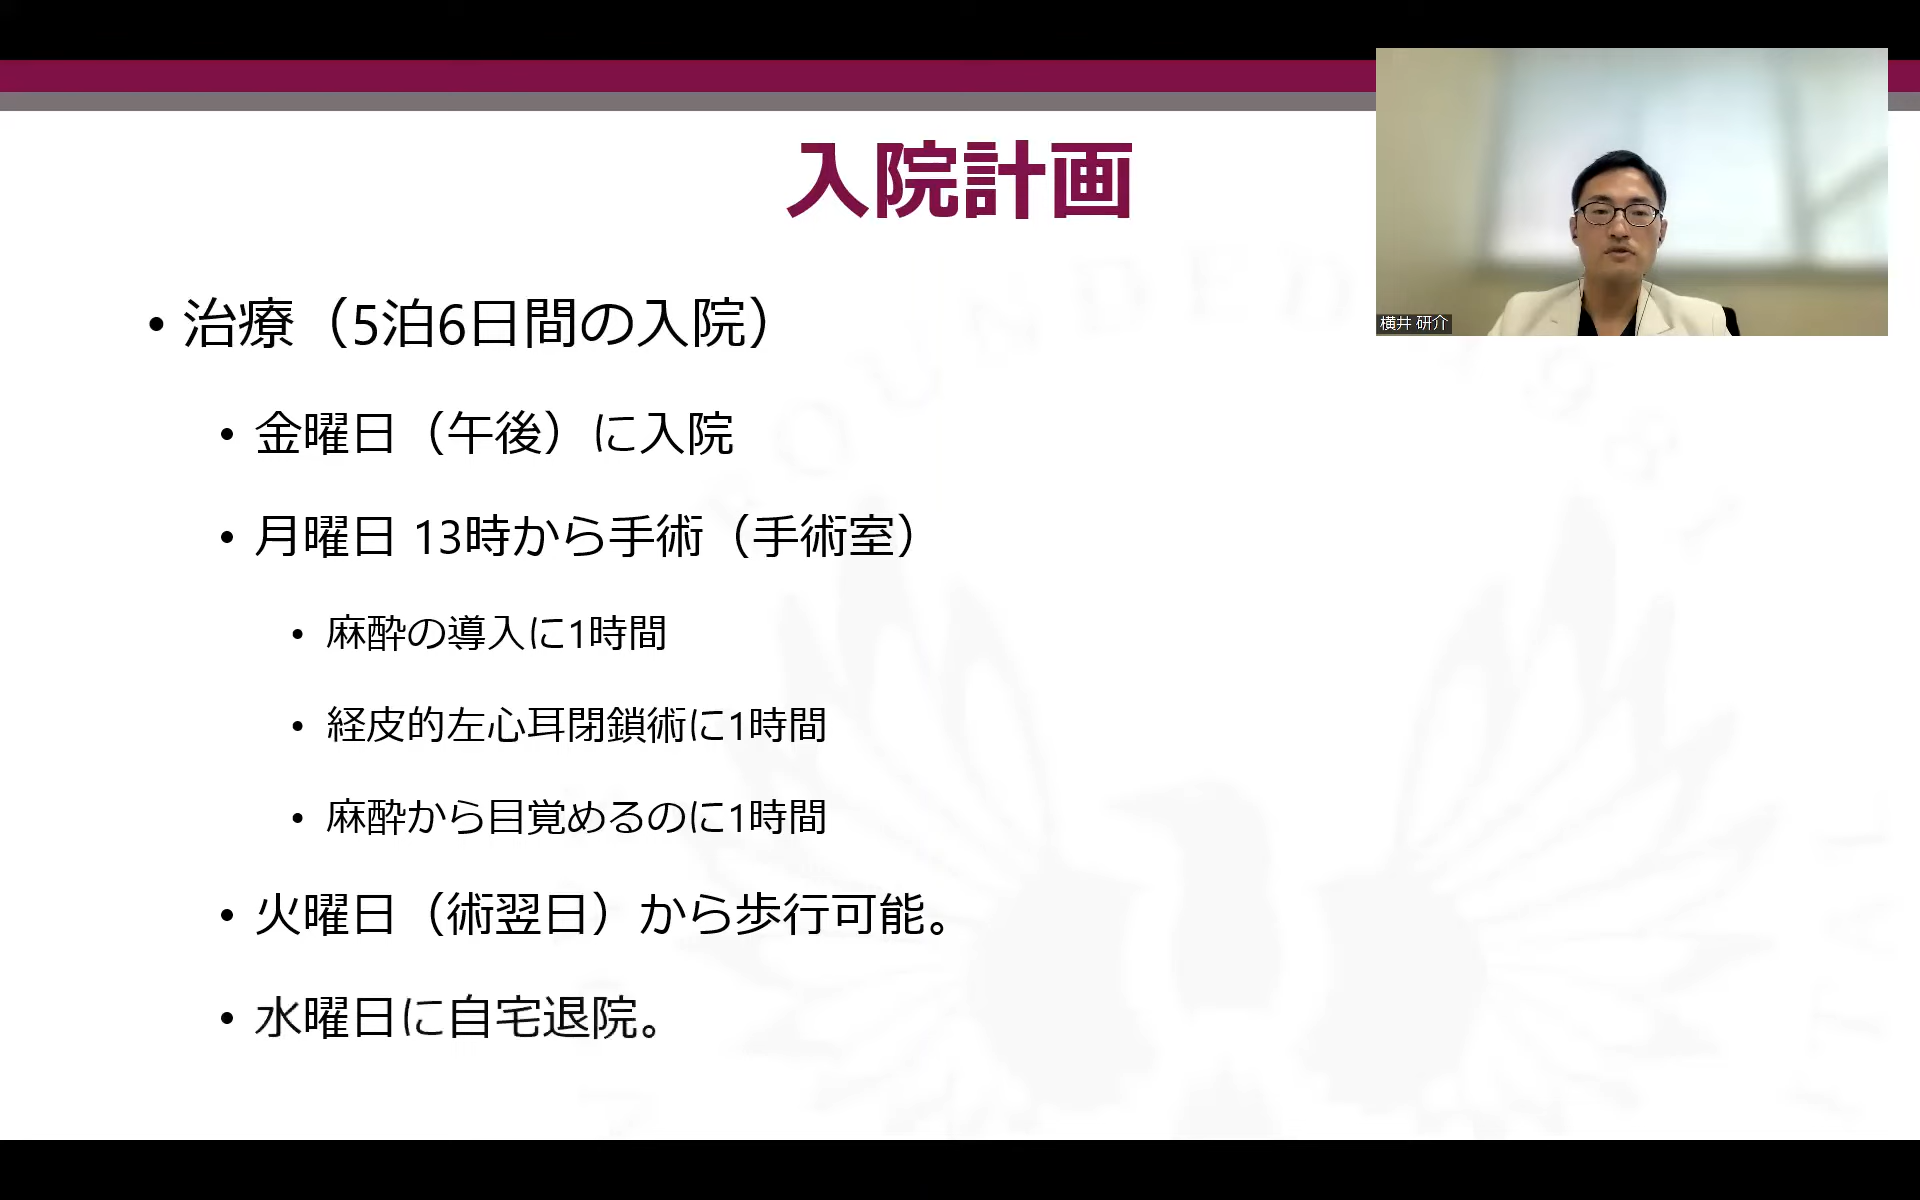 入院計画
• 治療（5泊6日間の入院）
• 金曜日（午後）に入院
• 月曜日 13時から手術（手術室）
• 麻酔の導入に1時間
• 経皮的左心耳閉鎖術に1時間
• 麻酔から目覚めるのに1時間
• 火曜日（術翌日）から歩行可能。
• 水曜日に自宅退院。
横井 研介
FOUNDED 1981